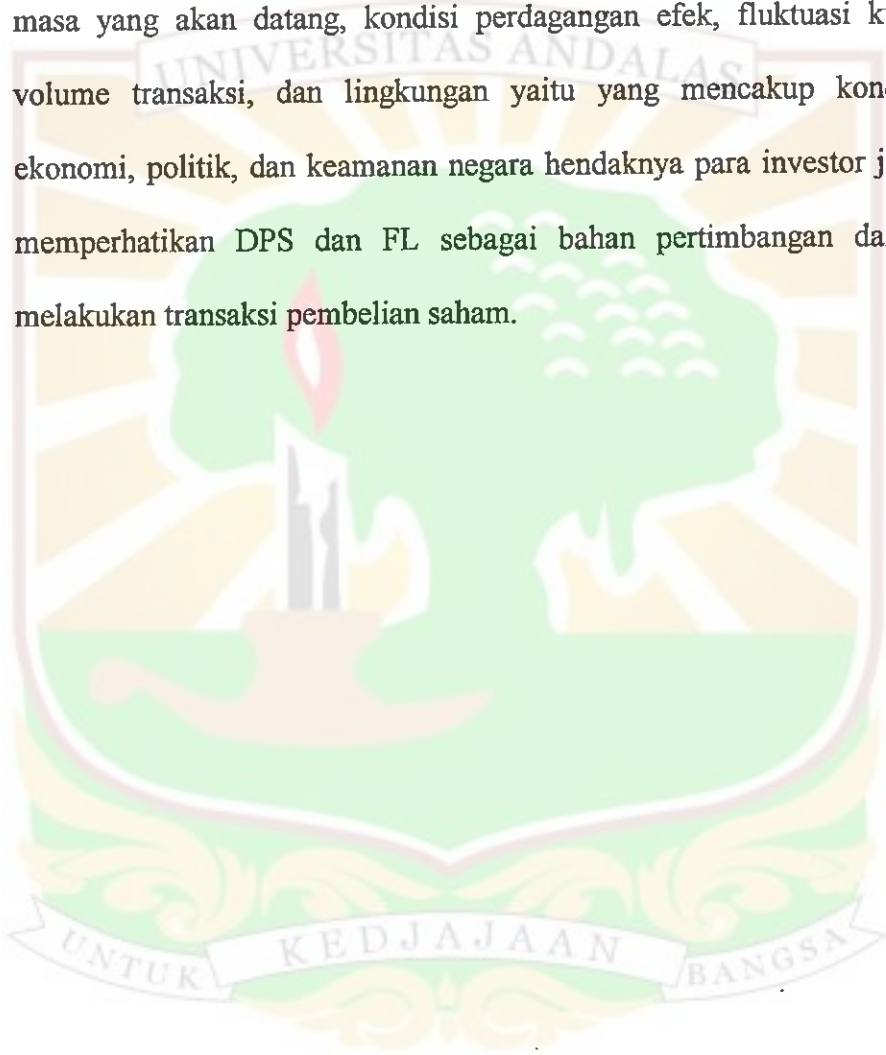 masa yang akan datang, kondisi perdagangan efek, fluktuasi k
UNIVERSITAS ANDALAS
volume transaksi, dan lingkungan yaitu yang mencakup kon
ekonomi, politik, dan keamanan negara hendaknya para investor j
memperhatikan DPS dan FL sebagai bahan pertimbangan da
melakukan transaksi pembelian saham.
UNTUK KEDJAJAAN BANGSA